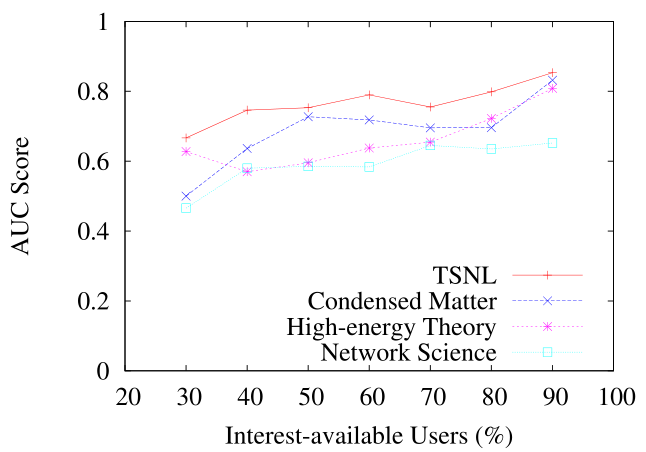 1
0.8
0.6
0.4
0.2
0
AUC Score
TSNL
Condensed Matter
High-energy Theory
Network Science
20 30 40 50 60 70 80 90 100
Interest-available Users (%)